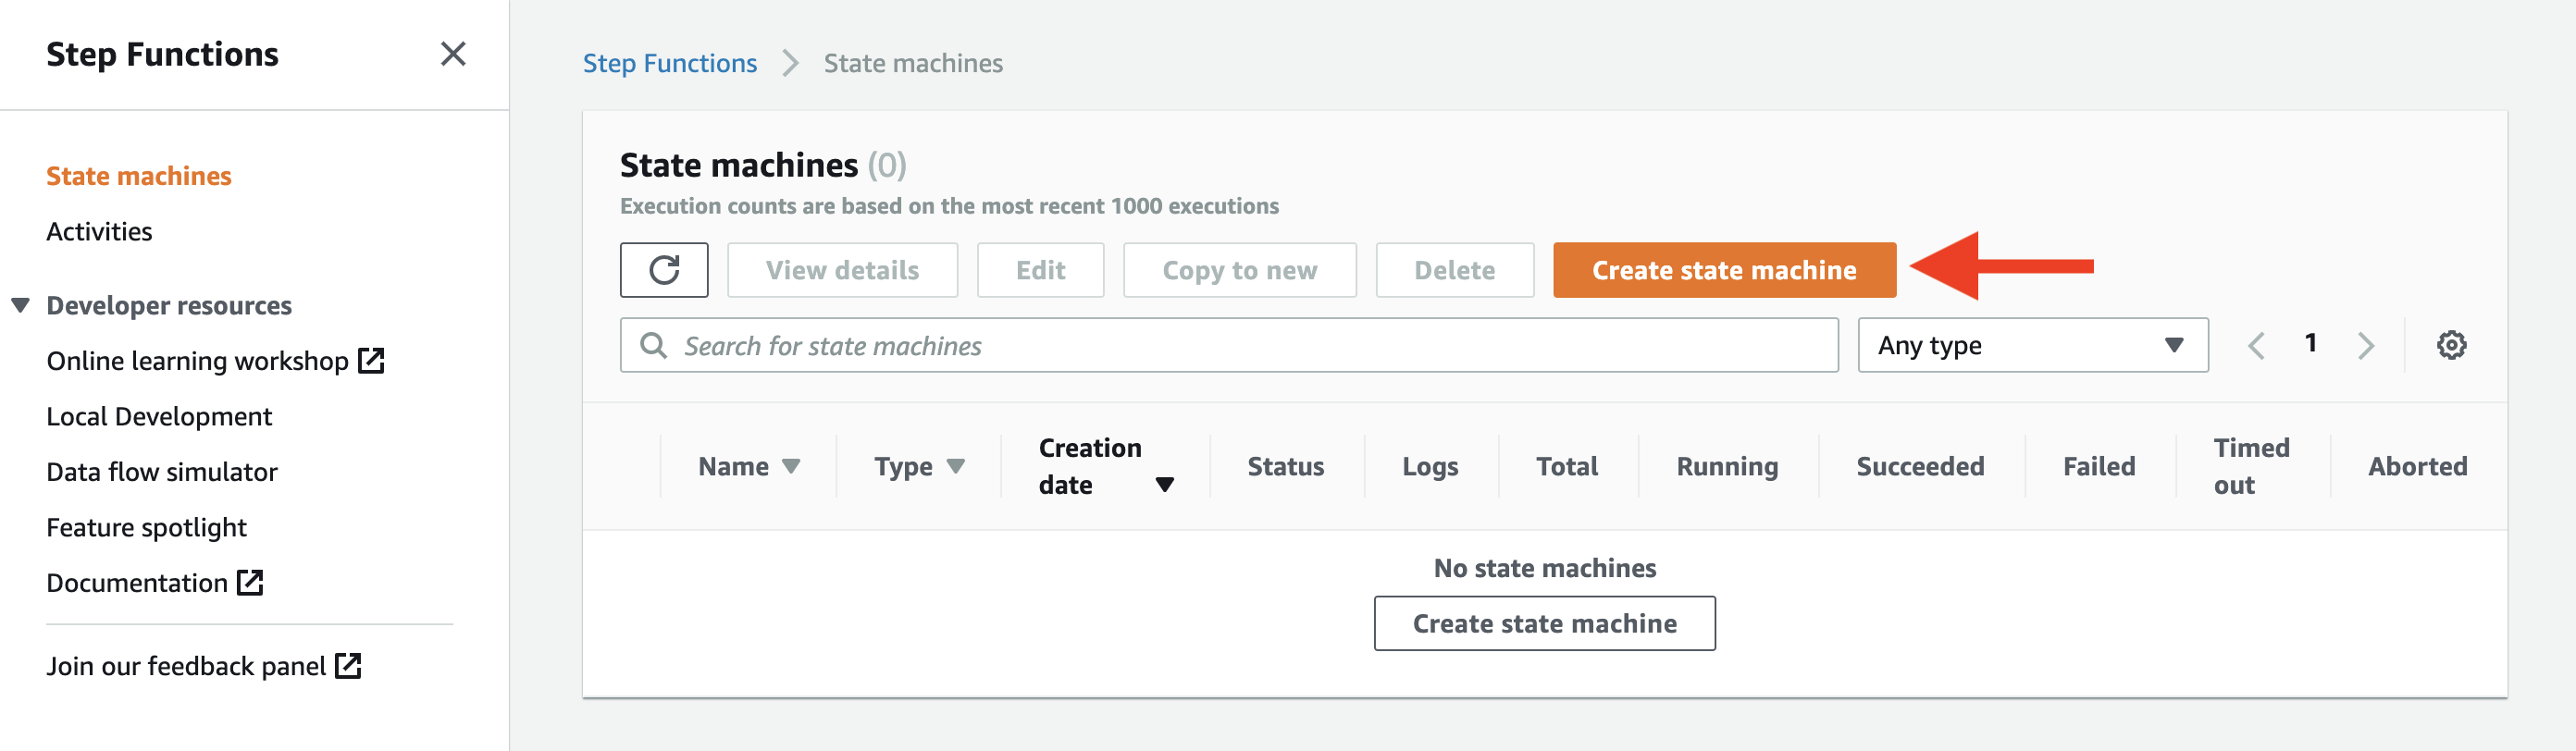 Step Functions
State machines
Activities
Developer resources
Online learning workshop
Local Development
Data flow simulator
Feature spotlight
Documentation
Join our feedback panel
Step Functions > State machines
State machines (0)
Execution counts are based on the most recent 1000 executions
View details Edit Copy to new Delete Create state machine
Search for state machines Any type 1
Name Type Creation date Status Logs Total Running Succeeded Failed Timed out Aborted
No state machines
Create state machine